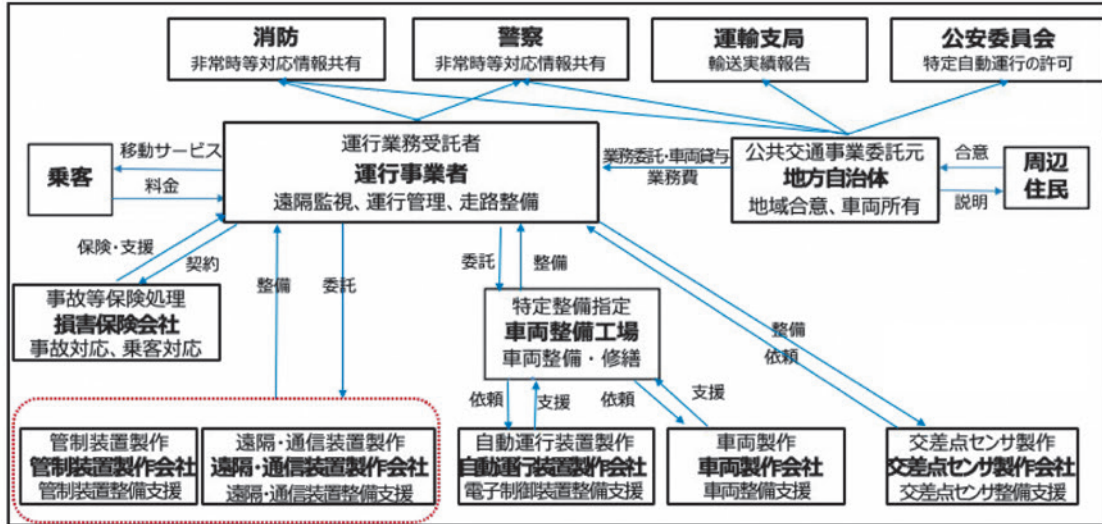 消防
非常時等対応情報共有
警察
非常時等対応情報共有
運輸支局
輸送実績報告
公安委員会
特定自動運行の許可
乗客
移動サービス
料金
運行業務受託者
運行事業者
遠隔監視、運行管理、走路整備
業務委託・車両貸与
業務費
公共交通事業委託元
地方自治体
地域合意、車両所有
合意
説明
周辺
住民
保険・支援
契約
整備
委託
委託
整備
事故等保険処理
損害保険会社
事故対応、乗客対応
特定整備指定
車両整備工場
車両整備・修繕
整備
依頼
依頼
支援
依頼
支援
管制装置製作
管制装置製作会社
管制装置整備支援
遠隔・通信装置製作
遠隔・通信装置製作会社
遠隔・通信装置整備支援
自動運行装置製作
自動運行装置製作会社
電子制御装置整備支援
車両製作
車両製作会社
車両整備支援
交差点センサ製作
交差点センサ製作会社
交差点センサ整備支援